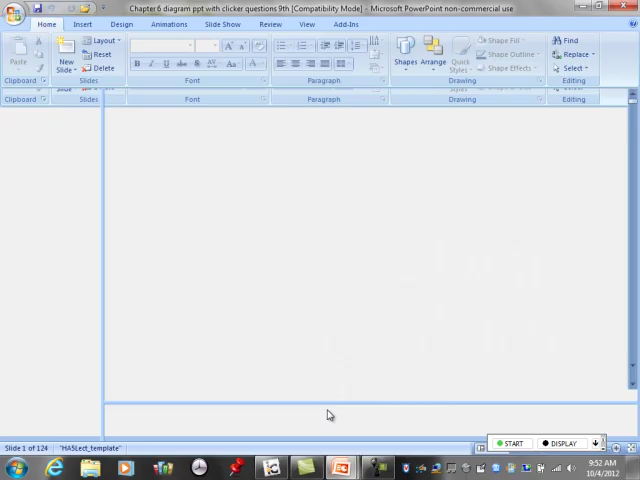 Chapter 6 diagram ppt with clicker questions 9th [Compatibility Mode] - Microsoft PowerPoint non-commercial use
Home Insert Design Animations Slide Show Review View Add-Ins
Paste
New Slide
Layout
Reset
Delete
B I U abc S AV Aa A
Shapes Arrange Quick Styles
Shape Fill
Shape Outline
Shape Effects
Find
Replace
Select
Clipboard Slides Font Paragraph Drawing Editing
Clipboard Slides Font Paragraph Drawing Editing
Slide 1 of 124 "HA5Lect_template"
START DISPLAY
9:52 AM
10/4/2012